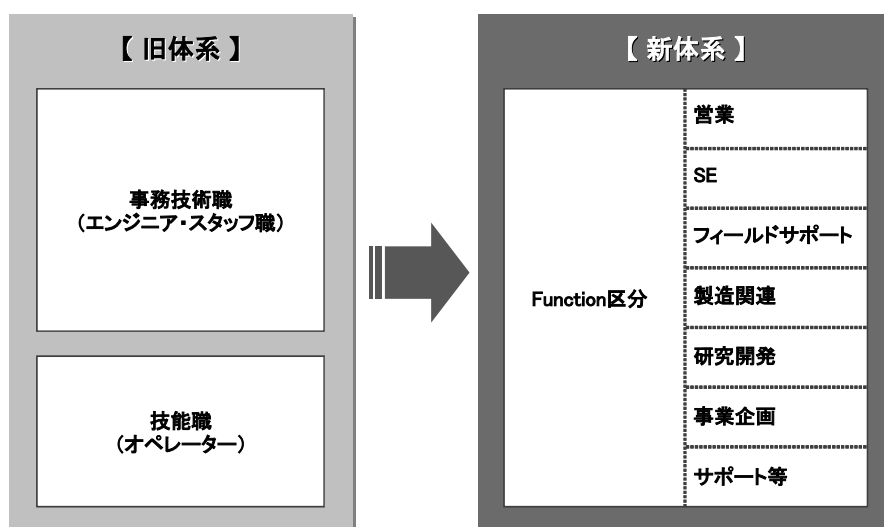 【 旧体系 】
事務技術職
（エンジニア・スタッフ職）
技能職
（オペレーター）
【 新体系 】
Function区分
営業
SE
フィールドサポート
製造関連
研究開発
事業企画
サポート等